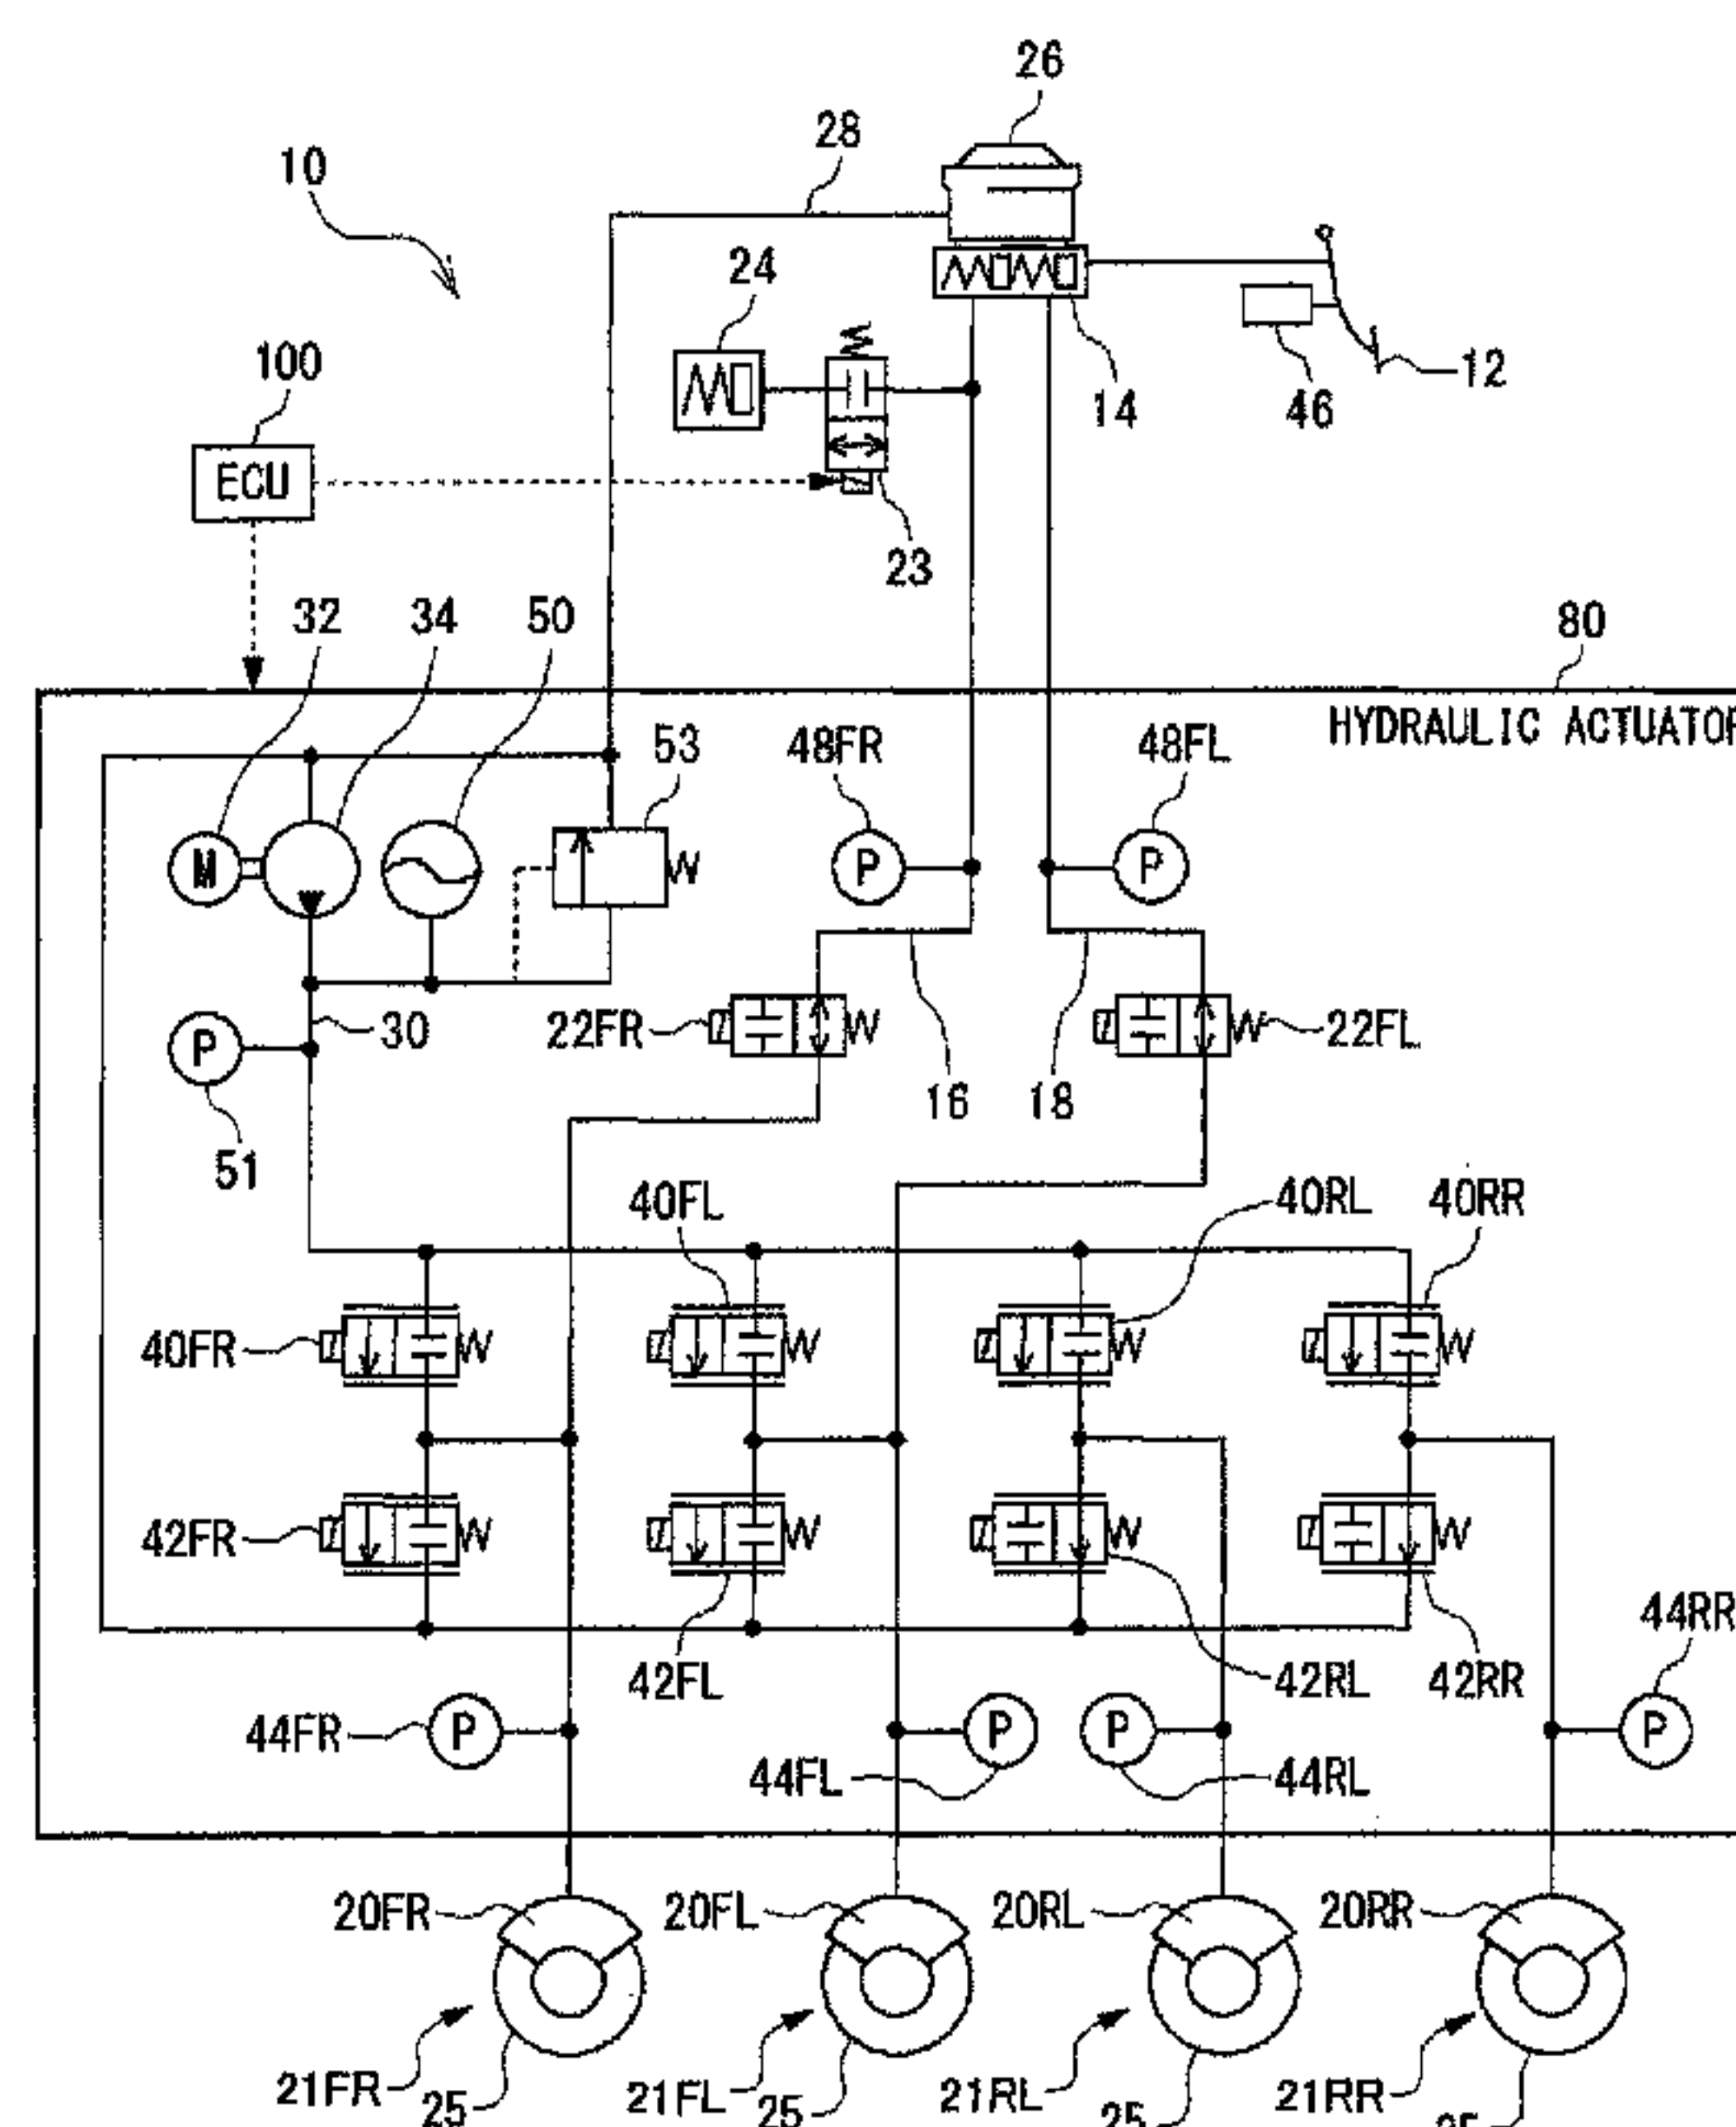 26
28
10
24
100
ECU
14
46
12
23
32
34
50
80
HYDRAULIC ACTUATOR
53
48FR
48FL
M
P
P
22FR
22FL
P
30
16
18
51
40FL
40RL
40RR
40FR
42FR
42FL
42RL
42RR
44RR
44FR
P
P
P
P
44FL
44RL
20FR
20FL
20RL
20RR
21FR
25
21FL
25
21RL
25
21RR
25